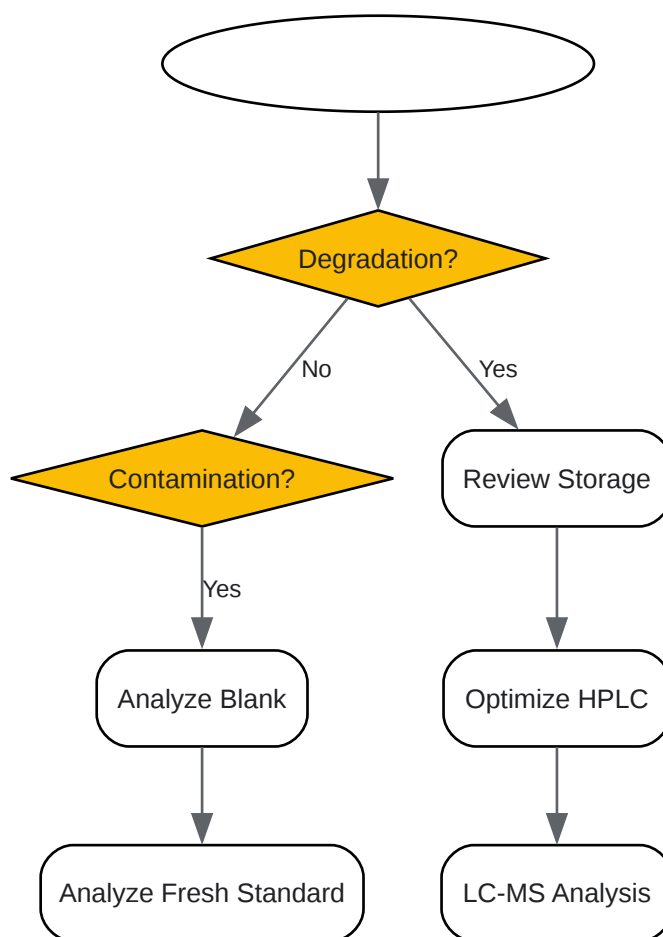 Degradation?
No
Yes
Contamination?
Review Storage
Yes
Analyze Blank
Optimize HPLC
Analyze Fresh Standard
LC-MS Analysis